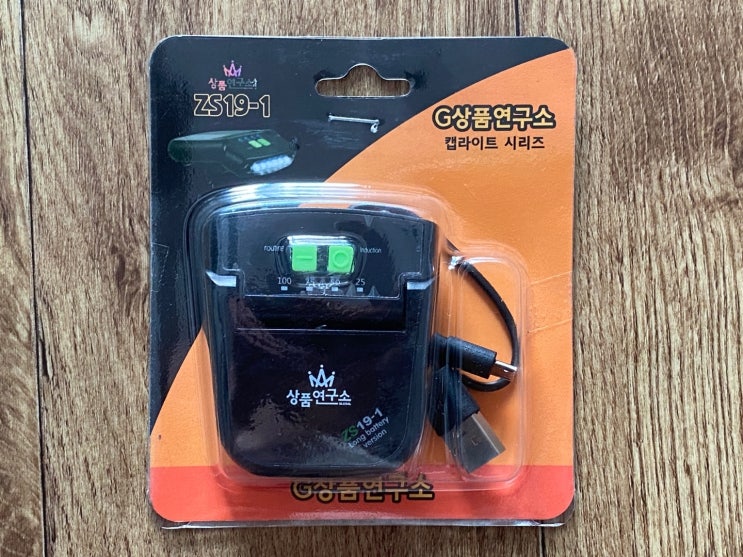 상품연구소
ZS19-1
G상품연구소
캡라이트 시리즈
routine
Induction
100
25
상품연구소
GLOBAL
ZS19-1
Long battery
version
G상품연구소